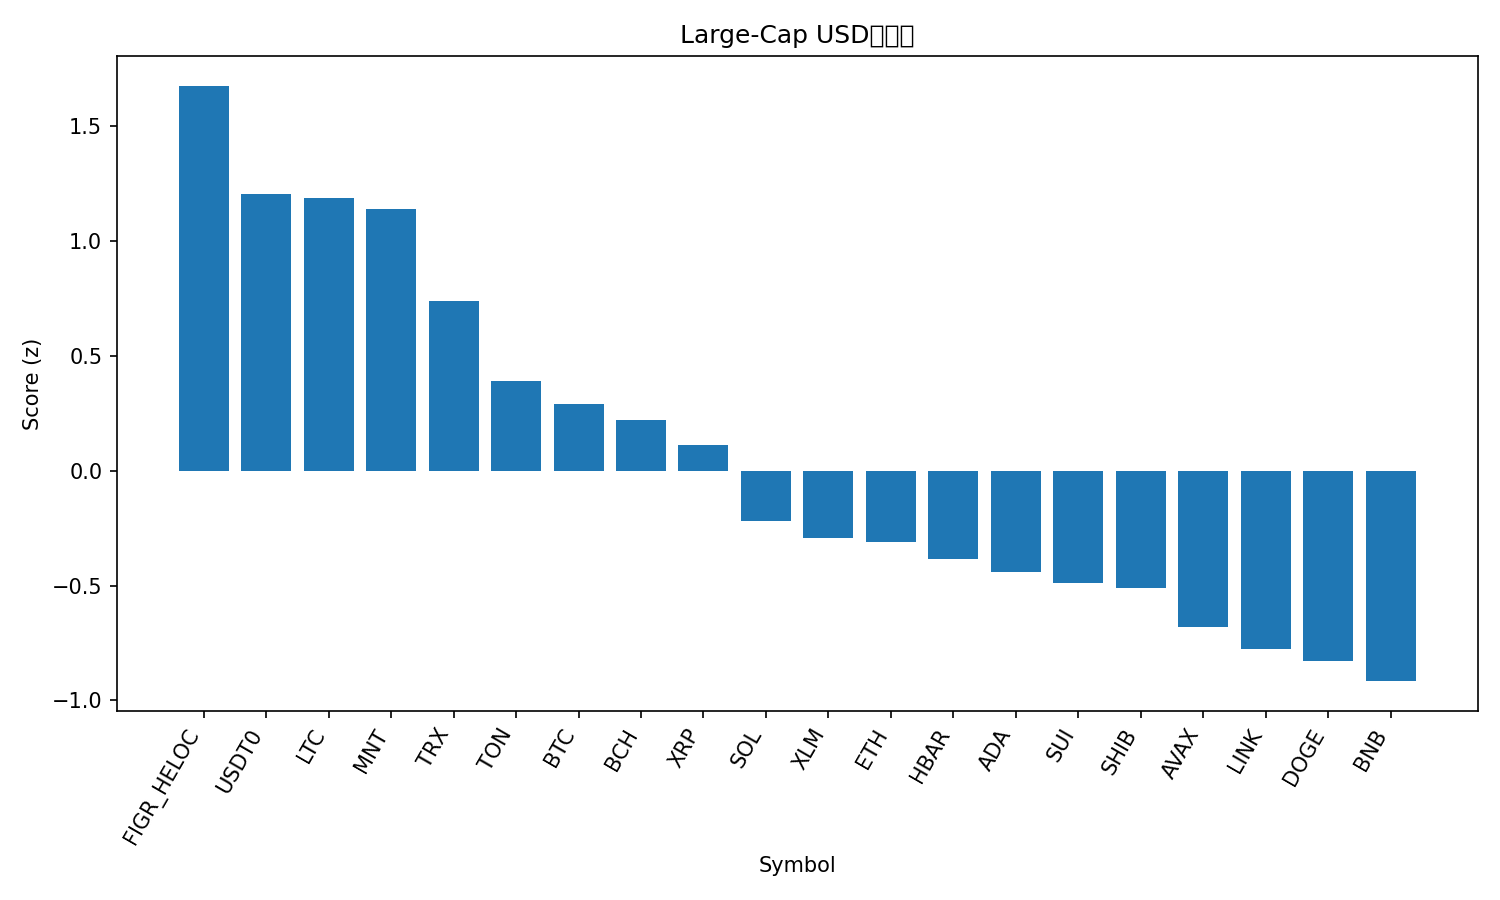 Large-Cap USD
1.5
1.0
0.5
0.0
−0.5
−1.0
Score (z)
FIGR_HELOC
USDT0
LTC
MNT
TRX
TON
BTC
BCH
XRP
SOL
XLM
ETH
HBAR
ADA
SUI
SHIB
AVAX
LINK
DOGE
BNB
Symbol